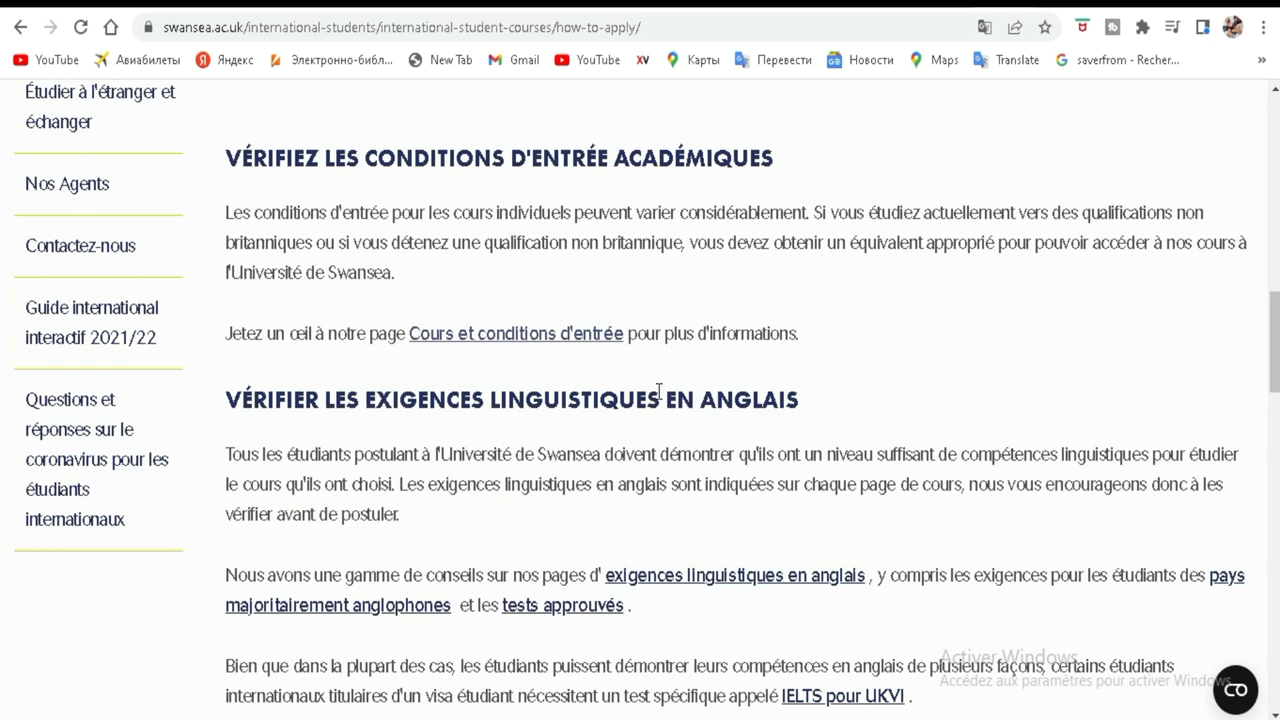 swansea.ac.uk/international-students/international-student-courses/how-to-apply/
YouTube Авиабилеты Яндекс Электронно-библ... New Tab Gmail YouTube XV Карты Перевести Новости Maps Translate saverfrom - Recher... »
Étudier à l'étranger et
échanger
Nos Agents
Contactez-nous
Guide international
interactif 2021/22
Questions et
réponses sur le
coronavirus pour les
étudiants
internationaux
VÉRIFIEZ LES CONDITIONS D'ENTRÉE ACADÉMIQUES
Les conditions d'entrée pour les cours individuels peuvent varier considérablement. Si vous étudiez actuellement vers des qualifications non
britanniques ou si vous détenez une qualification non britannique, vous devez obtenir un équivalent approprié pour pouvoir accéder à nos cours à
l'Université de Swansea.
Jetez un œil à notre page Cours et conditions d'entrée pour plus d'informations.
VÉRIFIER LES EXIGENCES LINGUISTIQUES EN ANGLAIS
Tous les étudiants postulant à l'Université de Swansea doivent démontrer qu'ils ont un niveau suffisant de compétences linguistiques pour étudier
le cours qu'ils ont choisi. Les exigences linguistiques en anglais sont indiquées sur chaque page de cours, nous vous encourageons donc à les
vérifier avant de postuler.
Nous avons une gamme de conseils sur nos pages d' exigences linguistiques en anglais , y compris les exigences pour les étudiants des pays
majoritairement anglophones et les tests approuvés .
Bien que dans la plupart des cas, les étudiants puissent démontrer leurs compétences en anglais de plusieurs façons, certains étudiants
internationaux titulaires d'un visa étudiant nécessitent un test spécifique appelé IELTS pour UKVI .
Activer Windows
Accédez aux paramètres pour activer Windows.